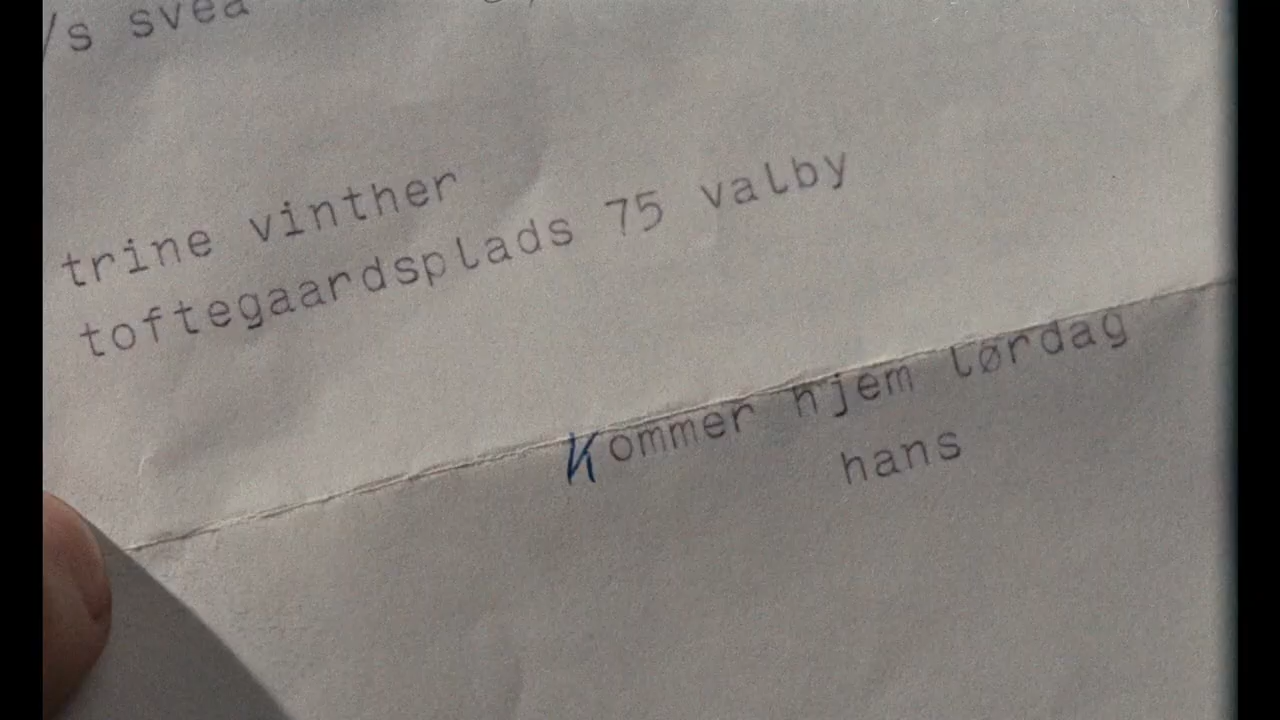 /s svea
trine vinther
toftegaardsplads 75 valby
Kommer hjem lørdag
hans